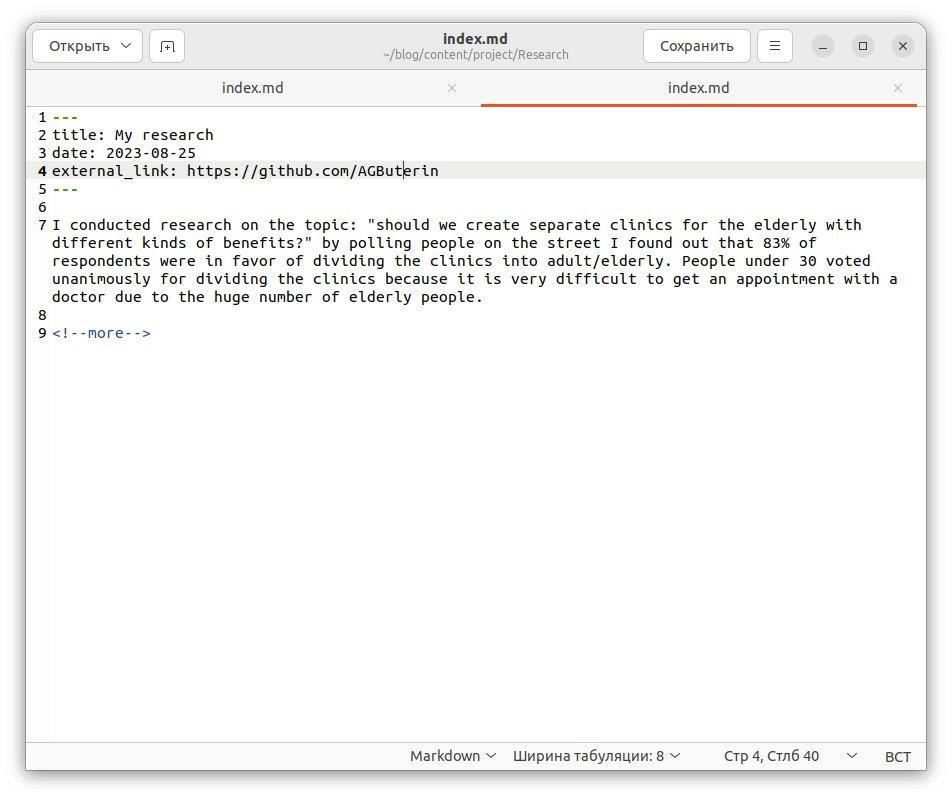 Открыть
index.md
~/blog/content/project/Research
Сохранить
index.md
index.md
1 ---
2 title: My research
3 date: 2023-08-25
4 external_link: https://github.com/AGButerin
5 ---
6
7 I conducted research on the topic: "should we create separate clinics for the elderly with
different kinds of benefits?" by polling people on the street I found out that 83% of
respondents were in favor of dividing the clinics into adult/elderly. People under 30 voted
unanimously for dividing the clinics because it is very difficult to get an appointment with a
doctor due to the huge number of elderly people.
8
9 <!--more-->
Markdown Ширина табуляции: 8 Стр 4, Стлб 40 ВСТ